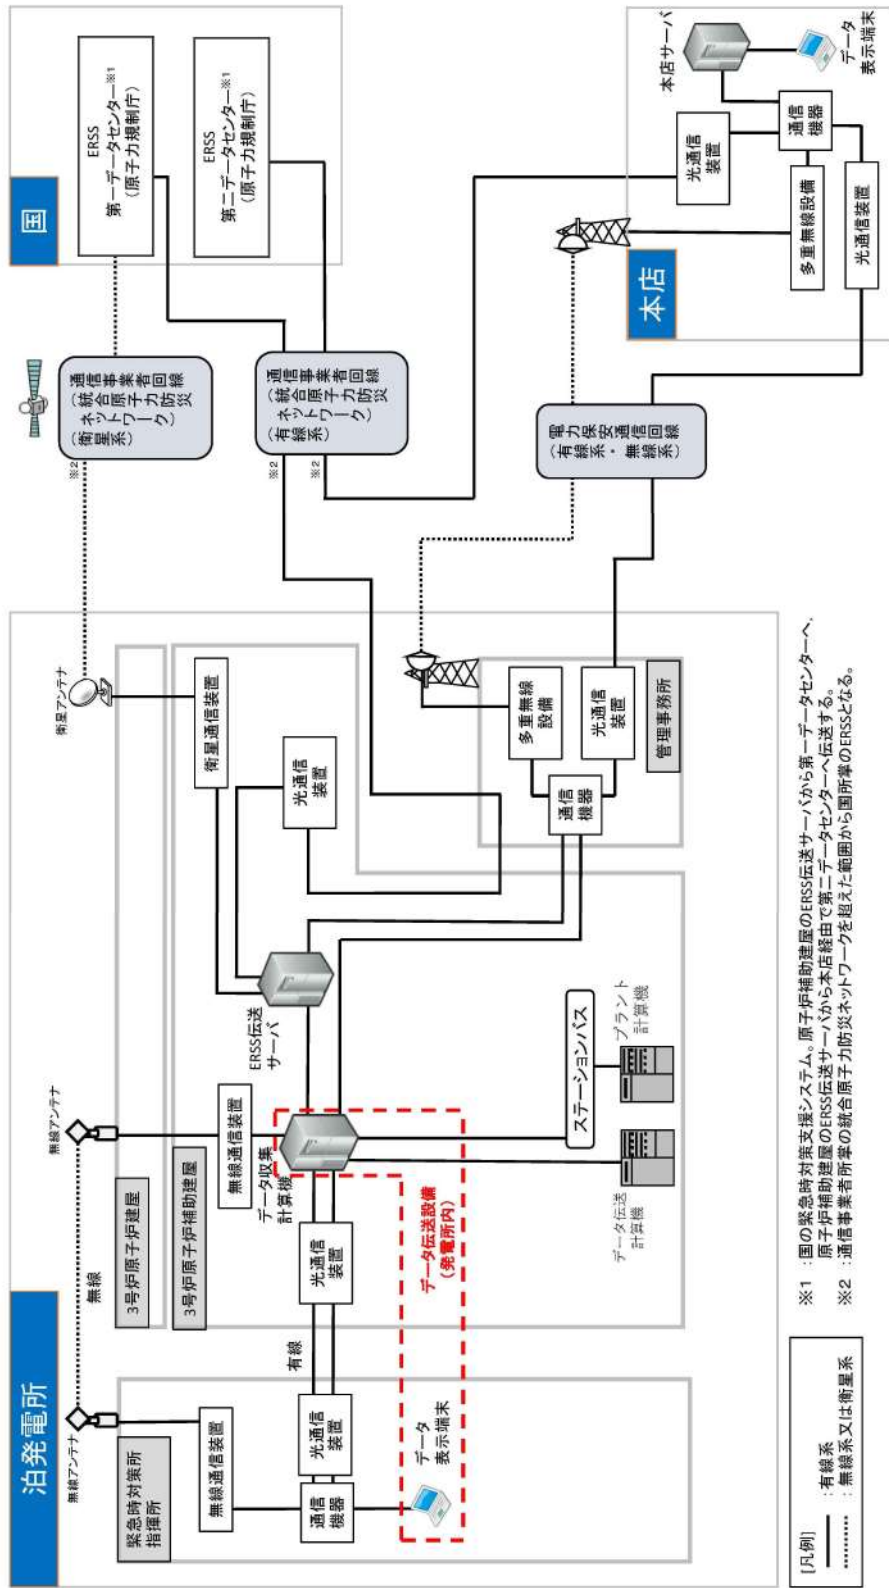 泊発電所
緊急時対策所
指揮所
無線アンテナ
無線
無線アンテナ
無線通信装置
通信
機器
光通信
装置
データ
表示端末
有線
3号炉原子炉建屋
3号炉原子炉補助建屋
無線通信装置
データ収集
計算機
光通信
装置
データ伝送設備
(発電所内)
ERSS伝送
サーバ
ステーションバス
データ伝送
計算機
プラント
計算機
衛星アンテナ
衛星通信装置
光通信
装置
通信
機器
多重無線
設備
光通信
装置
管理事務所
※2
通信事業者回線
(統合原子力防災
ネットワーク)
(衛星系)
※2
※2
通信事業者回線
(統合原子力防災
ネットワーク)
(有線系)
電力保安通信回線
(有線系・無線系)
国
ERSS
第一データセンター※1
(原子力規制庁)
ERSS
第二データセンター※1
(原子力規制庁)
本店
光通信
装置
多重無線設備
光通信装置
通信
機器
本店サーバ
データ
表示端末
[凡例]
:有線系
:無線系又は衛星系
※1 :国の緊急時対策支援システム。原子炉補助建屋のERSS伝送サーバから第一データセンターへ、
原子炉補助建屋のERSS伝送サーバから本店経由で第二データセンターへ伝送する。
※2 :通信事業者所掌の統合原子力防災ネットワークを超えた範囲から国所掌のERSSとなる。